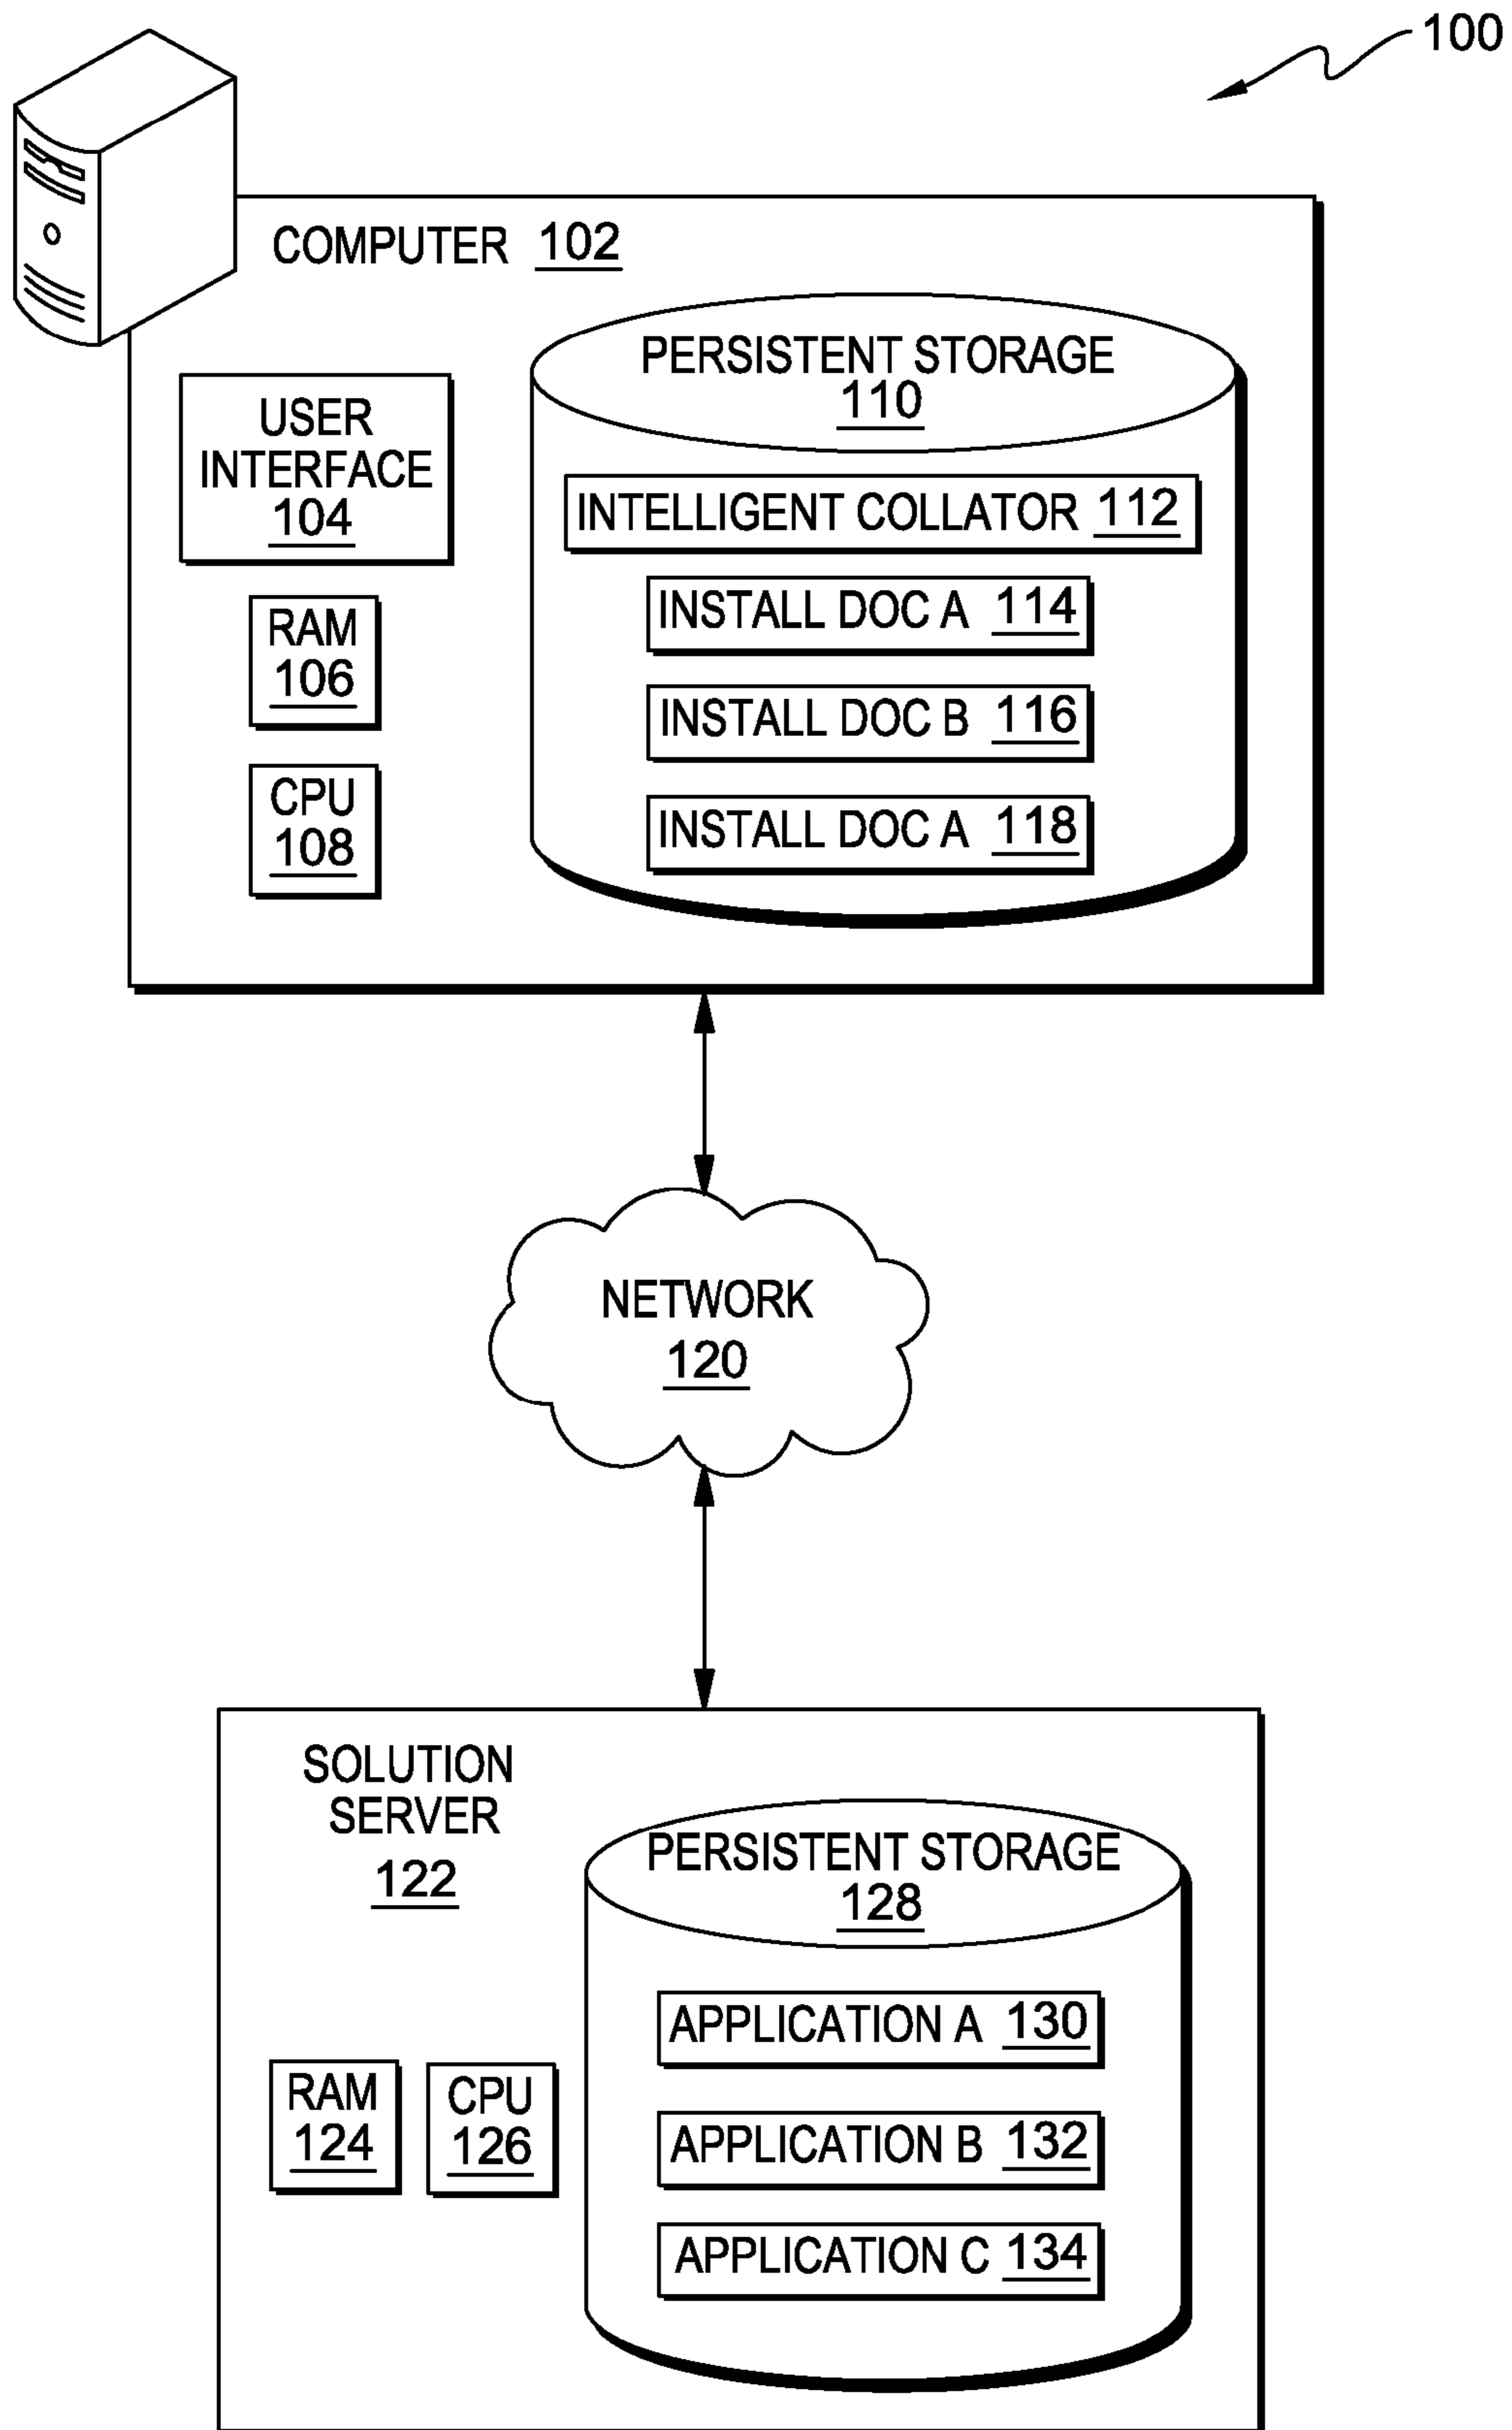 100
COMPUTER 102
PERSISTENT STORAGE
110
USER
INTERFACE
104
INTELLIGENT COLLATOR 112
RAM
106
INSTALL DOC A 114
INSTALL DOC B 116
CPU
108
INSTALL DOC A 118
NETWORK
120
SOLUTION
SERVER
122
PERSISTENT STORAGE
128
APPLICATION A 130
RAM
124
CPU
126
APPLICATION B 132
APPLICATION C 134